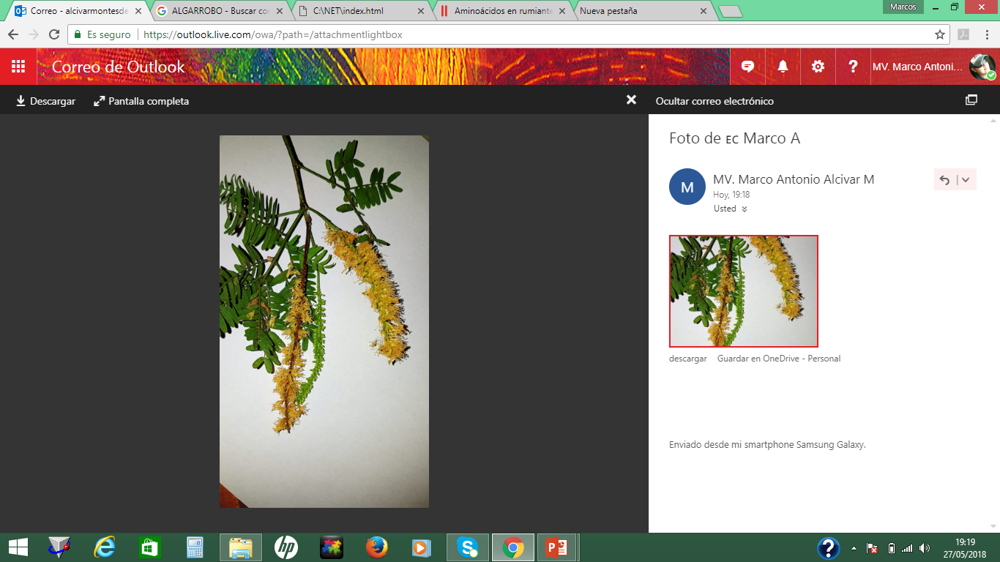 Correo - alcivarmontesde
ALGARROBO - Buscar co
C:\NET\index.html
Aminoácidos en rumiante
Nueva pestaña
Marcos
Es seguro
https://outlook.live.com/owa/?path=/attachmentlightbox
Correo de Outlook
MV. Marco Antoni...
Descargar
Pantalla completa
Ocultar correo electrónico
Foto de ᴇᴄ Marco A
M
MV. Marco Antonio Alcivar M
Hoy, 19:18
Usted
descargar
Guardar en OneDrive - Personal
Enviado desde mi smartphone Samsung Galaxy.
19:19
27/05/2018